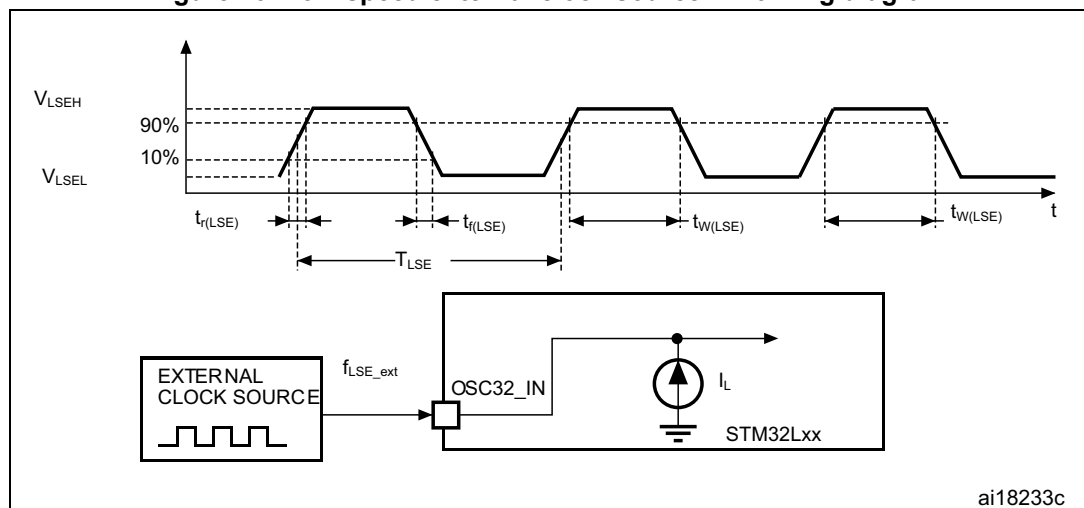 V_LSEH
90%
10%
V_LSEL
t_r(LSE)
t_f(LSE)
t_W(LSE)
t_W(LSE)
t
T_LSE
EXTERNAL
CLOCK SOURCE
f_LSE_ext
OSC32_IN
I_L
STM32Lxx
ai18233c